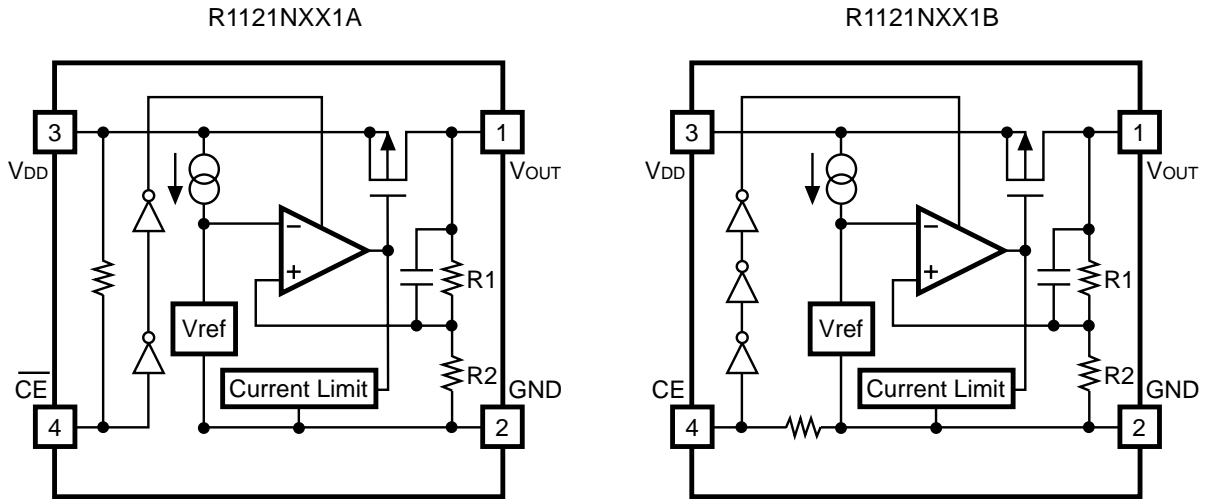 R1121NXX1A
3
1
VDD
VOUT
−
+
R1
Vref
R2
Current Limit
CE
GND
4
2
R1121NXX1B
3
1
VDD
VOUT
−
+
R1
Vref
R2
Current Limit
CE
GND
4
2